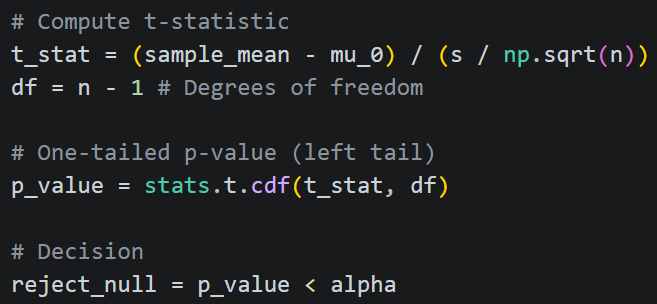 # Compute t-statistic
t_stat = (sample_mean - mu_0) / (s / np.sqrt(n))
df = n - 1 # Degrees of freedom
# One-tailed p-value (left tail)
p_value = stats.t.cdf(t_stat, df)
# Decision
reject_null = p_value < alpha